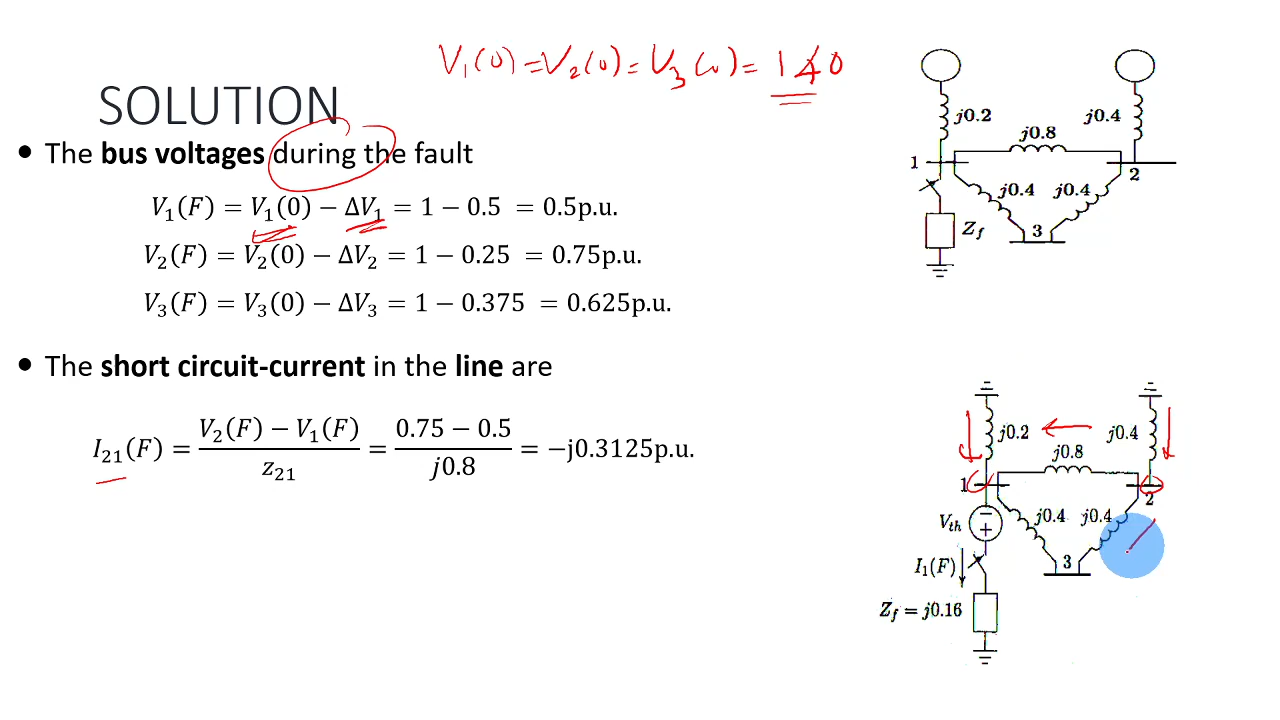 V₁(0) = V₂(0) = V₃(0) = 1∠0
SOLUTION
• The bus voltages during the fault
V₁(F) = V₁(0) − ΔV₁ = 1 − 0.5 = 0.5p.u.
V₂(F) = V₂(0) − ΔV₂ = 1 − 0.25 = 0.75p.u.
V₃(F) = V₃(0) − ΔV₃ = 1 − 0.375 = 0.625p.u.
• The short circuit-current in the line are
I₂₁(F) = (V₂(F) − V₁(F))/z₂₁ = (0.75 − 0.5)/j0.8 = −j0.3125p.u.
j0.2
j0.4
j0.8
1
2
j0.4
j0.4
Z_f
3
j0.2
j0.4
j0.8
1
2
V_th
j0.4
j0.4
I₁(F)
3
Z_f = j0.16